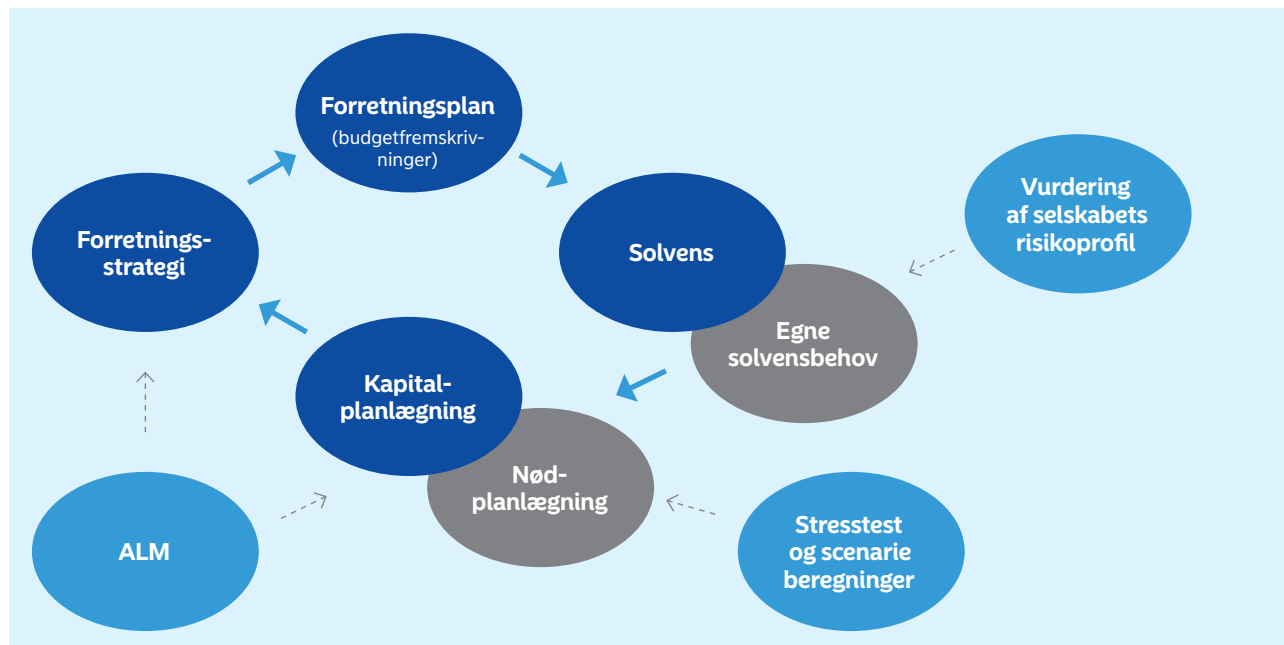 Forretningsplan
(budgetfremskriv-
ninger)
Vurdering
af selskabets
risikoprofil
Forretnings-
strategi
Solvens
Egne
solvensbehov
Kapital-
planlægning
Nød-
planlægning
ALM
Stresstest
og scenarie
beregninger